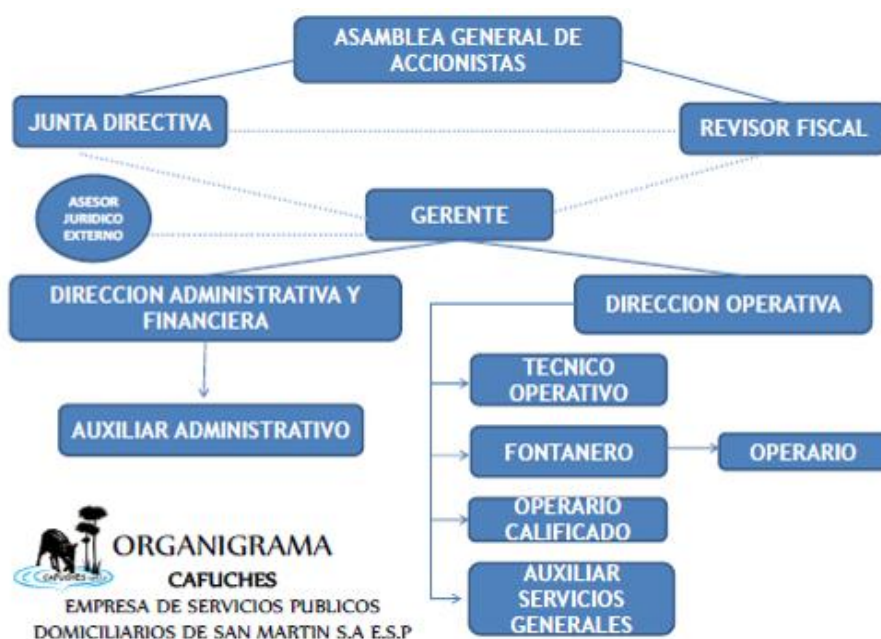 ASAMBLEA GENERAL DE
ACCIONISTAS
JUNTA DIRECTIVA
REVISOR FISCAL
ASESOR
JURIDICO
EXTERNO
GERENTE
DIRECCION ADMINISTRATIVA Y
FINANCIERA
DIRECCION OPERATIVA
TECNICO
OPERATIVO
AUXILIAR ADMINISTRATIVO
FONTANERO
OPERARIO
OPERARIO
CALIFICADO
AUXILIAR
SERVICIOS
GENERALES
CAFUCHES
ORGANIGRAMA
CAFUCHES
EMPRESA DE SERVICIOS PUBLICOS
DOMICILIARIOS DE SAN MARTIN S.A E.S.P